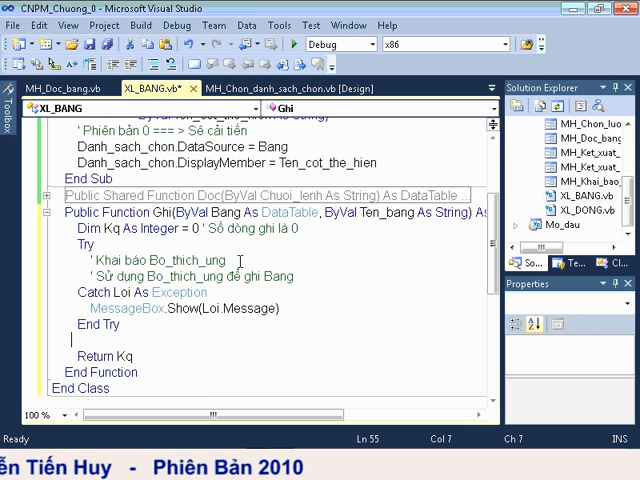 CNPM_Chuong_0 - Microsoft Visual Studio
File Edit View Project Build Debug Team Data Tools Test Window Help
Debug x86
Toolbox
MH_Doc_bang.vb XL_BANG.vb* MH_Chon_danh_sach_chon.vb [Design]
XL_BANG Ghi
' Phiên bản 0 === > Sẽ cải tiến
Danh_sach_chon.DataSource = Bang
Danh_sach_chon.DisplayMember = Ten_cot_the_hien
End Sub
Public Shared Function Doc(ByVal Chuoi_lenh As String) As DataTable ...
Public Function Ghi(ByVal Bang As DataTable, ByVal Ten_bang As String) As
Dim Kq As Integer = 0 ' Số dòng ghi là 0
Try
' Khai báo Bo_thich_ung
' Sử dụng Bo_thich_ung để ghi Bang
Catch Loi As Exception
MessageBox.Show(Loi.Message)
End Try
Return Kq
End Function
End Class
100 %
Solution Explorer
MH_Chon_luo
MH_Doc_bang
MH_Ket_xuat_
MH_Khai_bao_
XL_BANG.vb
XL_DONG.vb
Mo_dau
So... Te... Cl...
Properties
Ready Ln 55 Col 7 Ch 7 INS
ễn Tiến Huy - Phiên Bản 2010